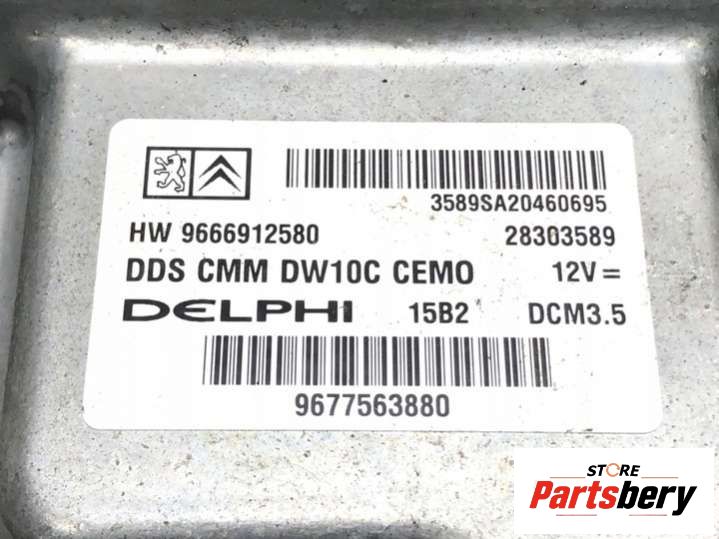 3589SA20460695
HW 9666912580 28303589
DDS CMM DW10C CEMO 12V =
DELPHI 15B2 DCM3.5
9677563880
STORE
Partsbery